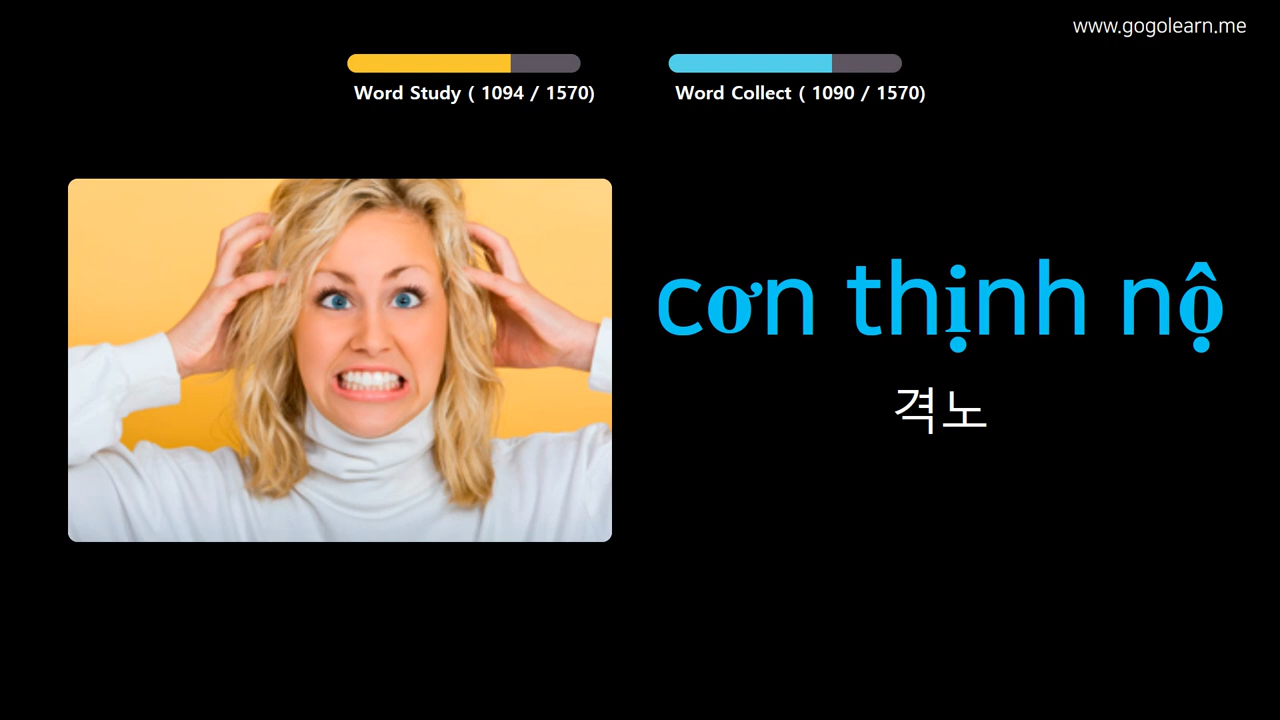 www.gogolearn.me
Word Study ( 1094 / 1570)
Word Collect ( 1090 / 1570)
cơn thịnh nộ
격노